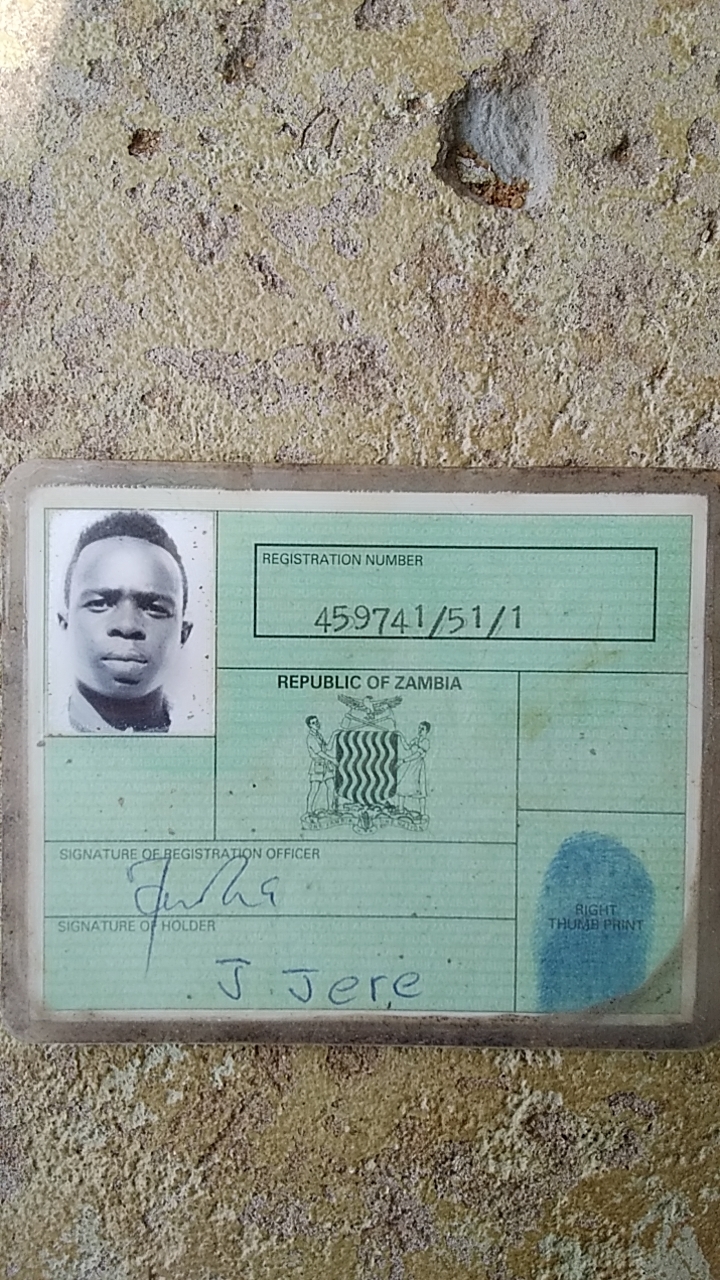 REGISTRATION NUMBER
459741/51/1
REPUBLIC OF ZAMBIA
SIGNATURE OF REGISTRATION OFFICER
SIGNATURE OF HOLDER
J Jere
RIGHT
THUMB PRINT